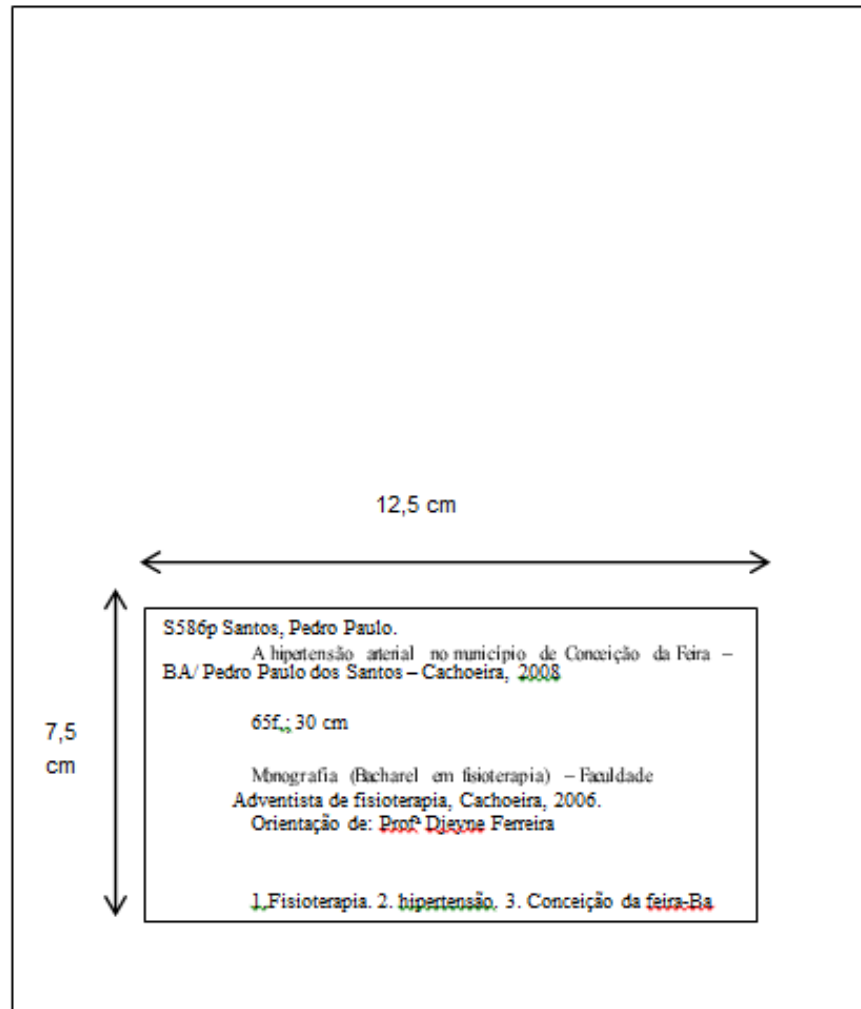 12,5 cm
7,5
cm
S586p Santos, Pedro Paulo.
A hipertensão arterial no município de Conceição da Feira –
BA/ Pedro Paulo dos Santos – Cachoeira, 2008
65f.; 30 cm
Monografia (Bacharel em fisioterapia) – Faculdade
Adventista de fisioterapia, Cachoeira, 2006.
Orientação de: Profª Djeyne Ferreira
1.Fisioterapia. 2. hipertensão. 3. Conceição da feira-Ba